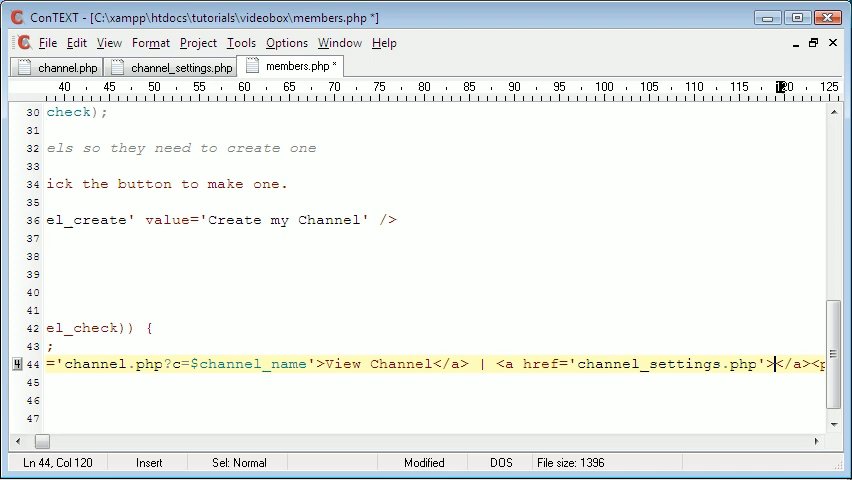 ConTEXT - [C:\xampp\htdocs\tutorials\videobox\members.php *]
File Edit View Format Project Tools Options Window Help
channel.php channel_settings.php members.php *
40 45 50 55 60 65 70 75 80 85 90 95 100 105 110 115 120 125
30 check);
31
32 els so they need to create one
33
34 ick the button to make one.
35
36 el_create' value='Create my Channel' />
37
38
39
40
41
42 el_check)) {
43 ;
44 ='channel.php?c=$channel_name'>View Channel</a> | <a href='channel_settings.php'></a><p
45
46
47
Ln 44, Col 120 Insert Sel: Normal Modified DOS File size: 1396